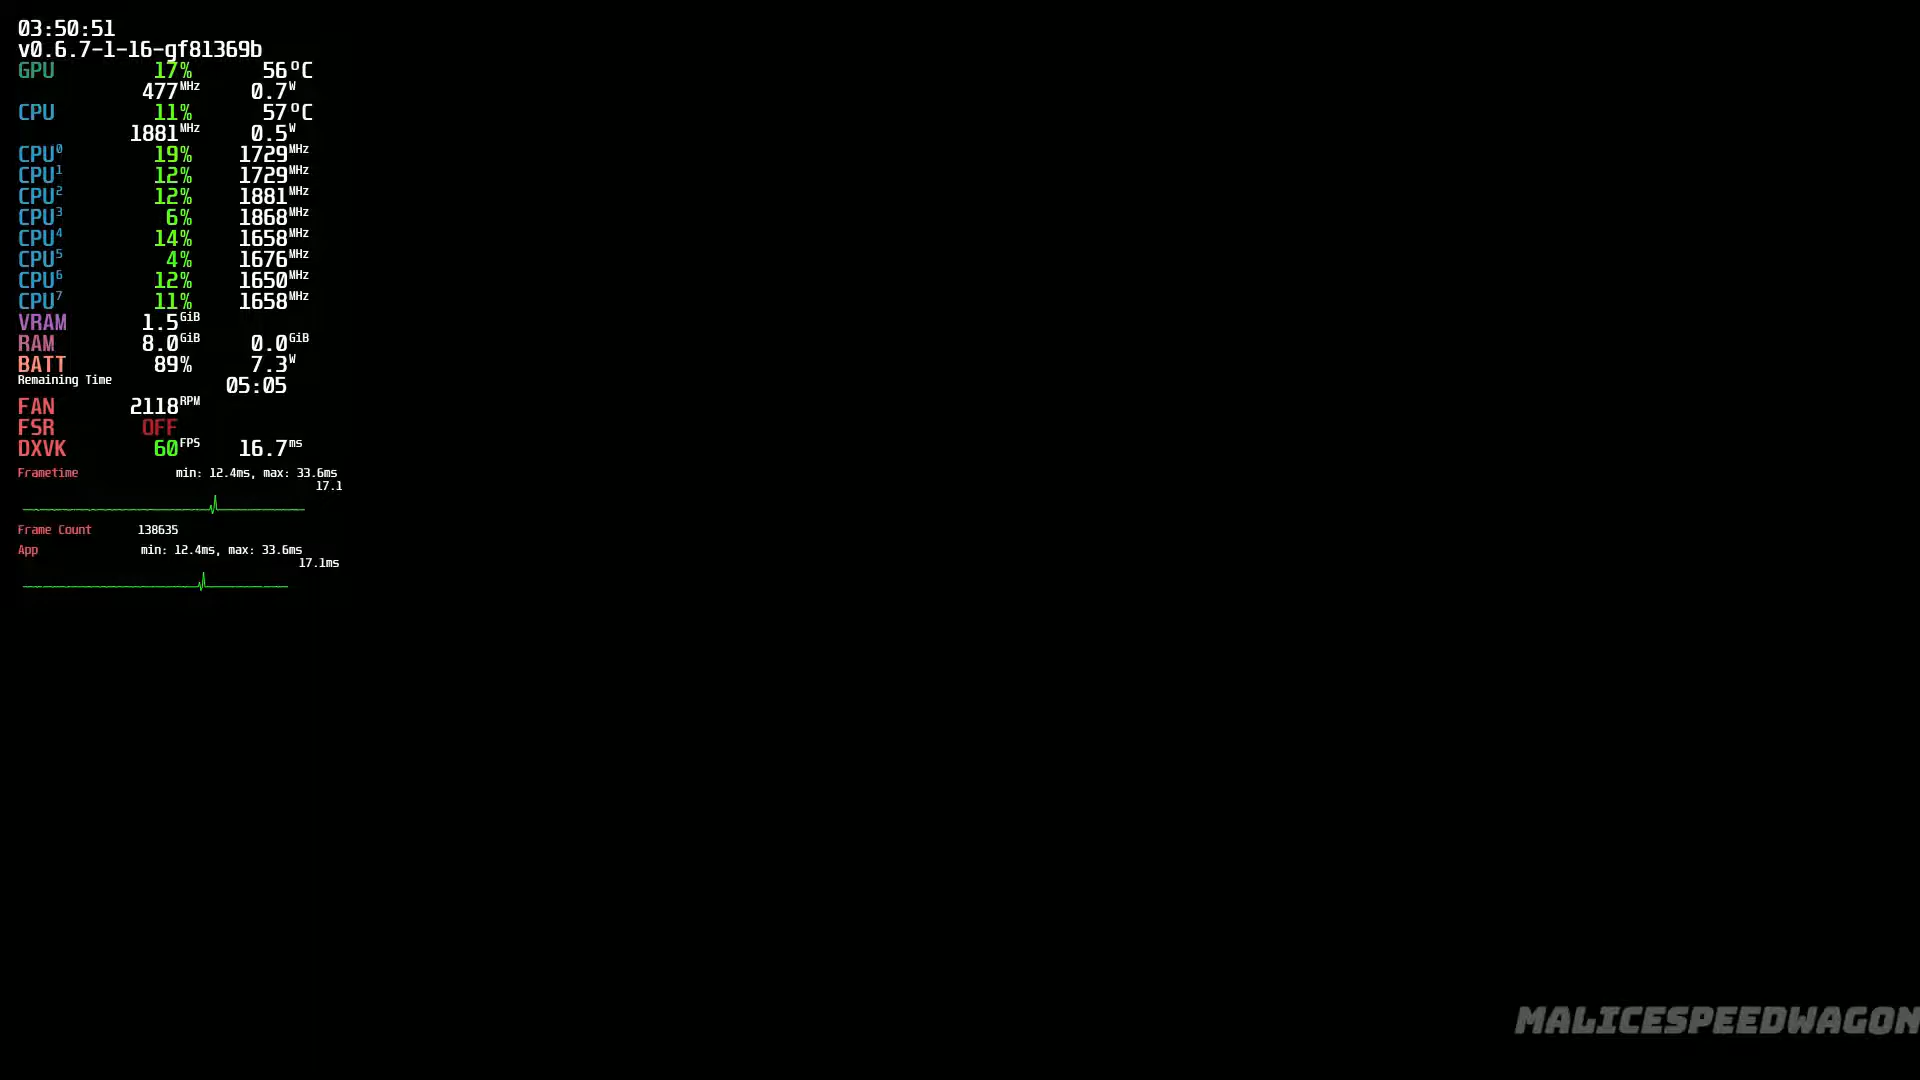 03:50:51
v0.6.7-1-16-gf81369b
GPU 17% 56°C
477MHz 0.7W
CPU 11% 57°C
1881MHz 0.5W
CPU0 19% 1729MHz
CPU1 12% 1729MHz
CPU2 12% 1881MHz
CPU3 6% 1868MHz
CPU4 14% 1658MHz
CPU5 4% 1676MHz
CPU6 12% 1650MHz
CPU7 11% 1658MHz
VRAM 1.5GiB
RAM 8.0GiB 0.0GiB
BATT 89% 7.3W
Remaining Time 05:05
FAN 2118RPM
FSR OFF
DXVK 60FPS 16.7ms
Frametime min: 12.4ms, max: 33.6ms
17.1
Frame Count 138635
App min: 12.4ms, max: 33.6ms
17.1ms
MALICESPEEDWAGON